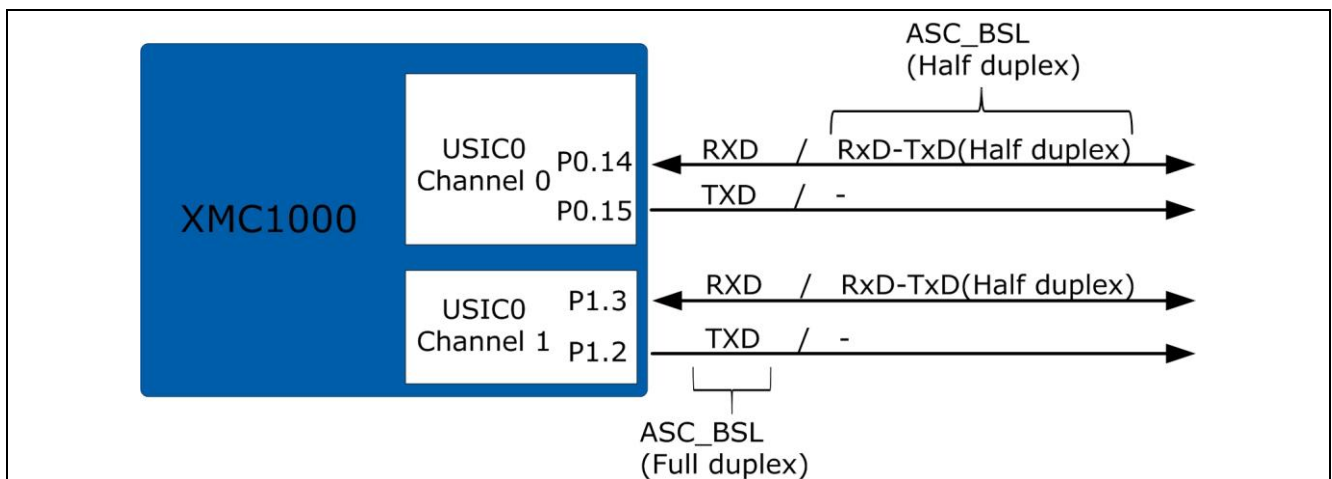 ASC_BSL
(Half duplex)
XMC1000
USIC0
Channel 0
P0.14
P0.15
RXD / RxD-TxD(Half duplex)
TXD / -
USIC0
Channel 1
P1.3
P1.2
RXD / RxD-TxD(Half duplex)
TXD / -
ASC_BSL
(Full duplex)